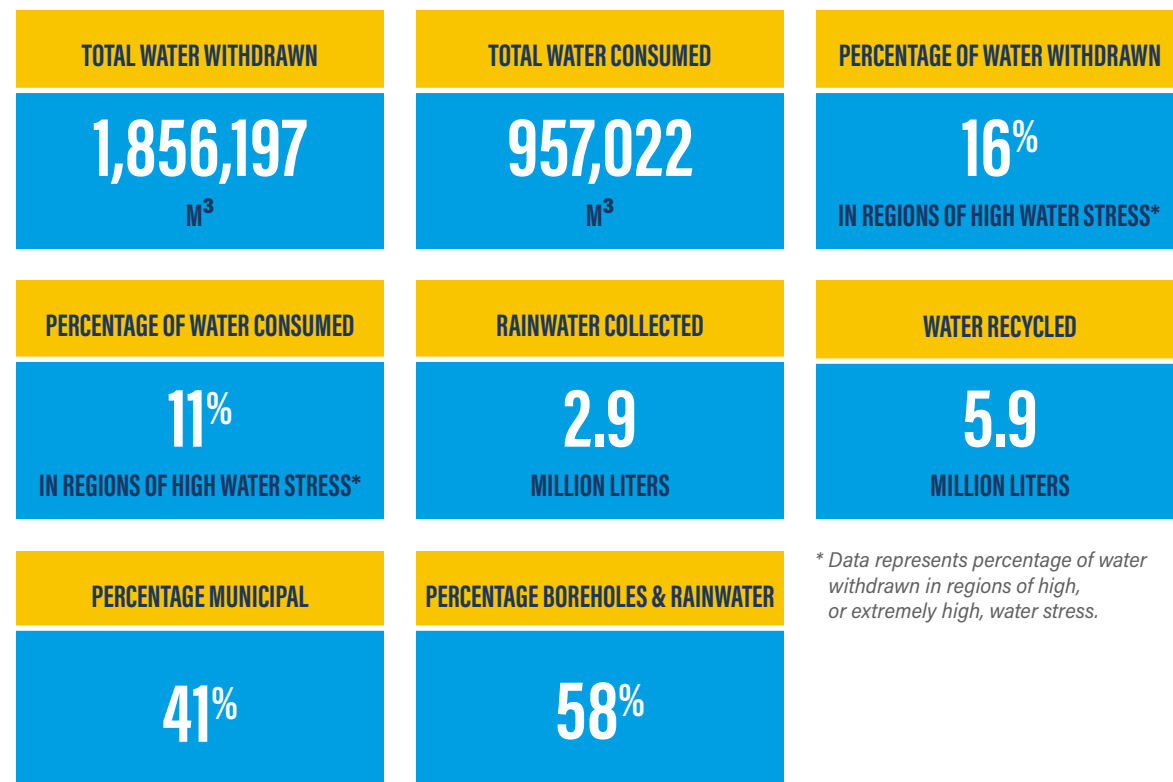 TOTAL WATER WITHDRAWN
1,856,197
M³
TOTAL WATER CONSUMED
957,022
M³
PERCENTAGE OF WATER WITHDRAWN
16%
IN REGIONS OF HIGH WATER STRESS*
PERCENTAGE OF WATER CONSUMED
11%
IN REGIONS OF HIGH WATER STRESS*
RAINWATER COLLECTED
2.9
MILLION LITERS
WATER RECYCLED
5.9
MILLION LITERS
PERCENTAGE MUNICIPAL
41%
PERCENTAGE BOREHOLES & RAINWATER
58%
* Data represents percentage of water
withdrawn in regions of high,
or extremely high, water stress.